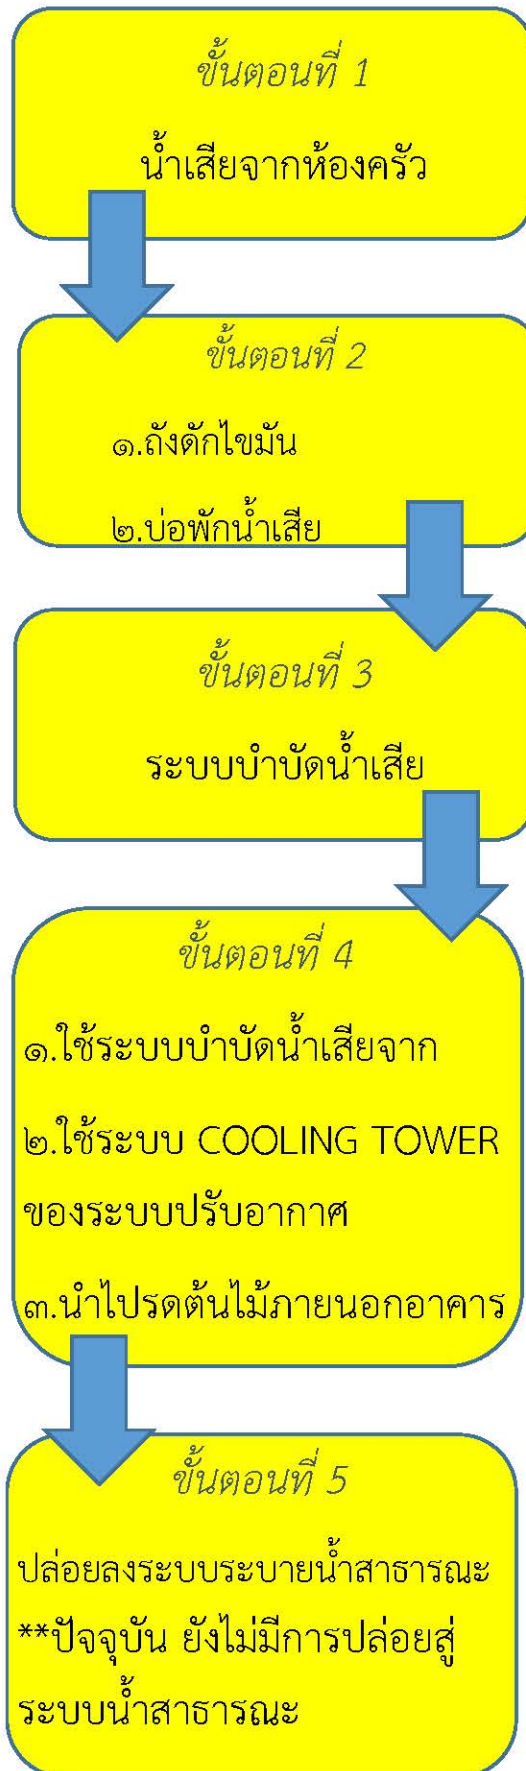 ขั้นตอนที่ 1
น้ำเสียจากห้องครัว
ขั้นตอนที่ 2
๑.ถังดักไขมัน
๒.บ่อพักน้ำเสีย
ขั้นตอนที่ 3
ระบบบำบัดน้ำเสีย
ขั้นตอนที่ 4
๑.ใช้ระบบบำบัดน้ำเสียจาก
๒.ใช้ระบบ COOLING TOWER
ของระบบปรับอากาศ
๓.นำไปรดต้นไม้ภายนอกอาคาร
ขั้นตอนที่ 5
ปล่อยลงระบบระบายน้ำสาธารณะ
**ปัจจุบัน ยังไม่มีการปล่อยสู่
ระบบน้ำสาธารณะ